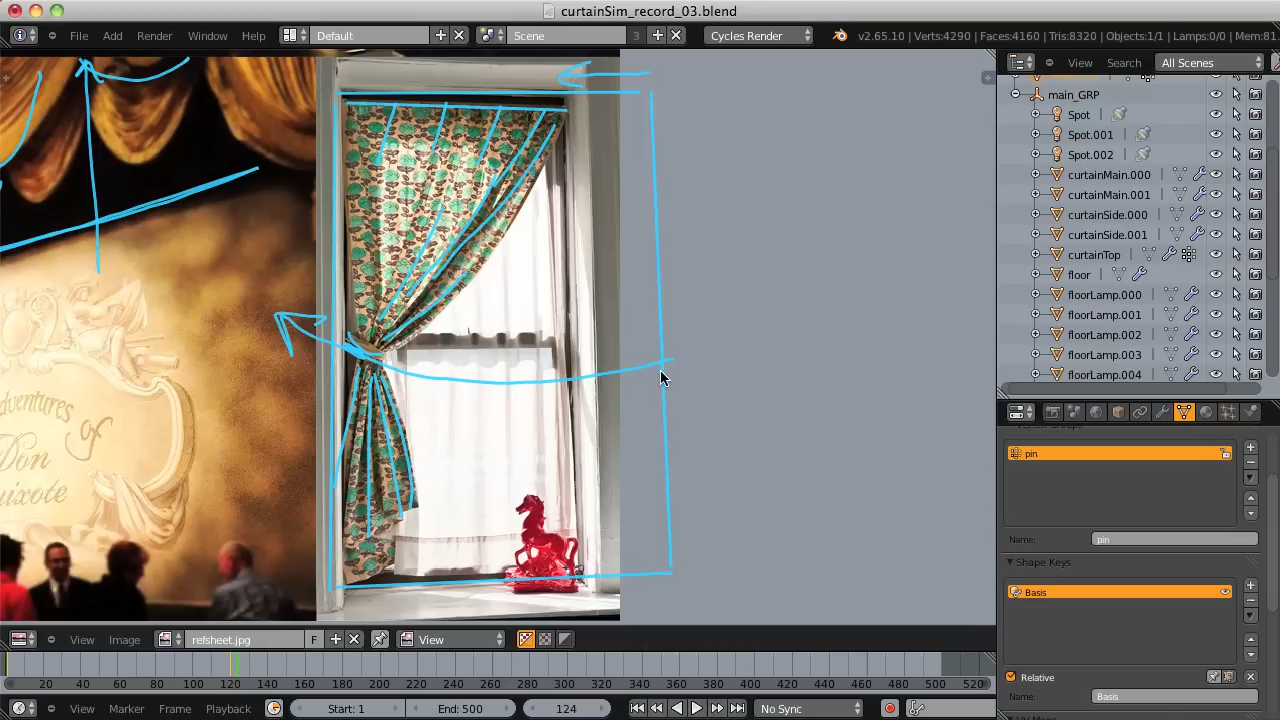 curtainSim_record_03.blend
File Add Render Window Help Default Scene 3 Cycles Render v2.65.10 | Verts:4290 | Faces:4160 | Tris:8320 | Objects:1/1 | Lamps:0/0 | Mem:81.
View Search All Scenes
main_GRP
Spot
Spot.001
Spot.002
curtainMain.000
curtainMain.001
curtainSide.000
curtainSide.001
curtainTop
floor
floorLamp.000
floorLamp.001
floorLamp.002
floorLamp.003
floorLamp.004
dventures
of
Don
uixote
pin
Name: pin
Shape Keys
Basis
Relative
Name: Basis
View Image refsheet.jpg F View
20 40 60 80 100 120 140 160 180 200 220 240 260 280 300 320 340 360 380 400 420 440 460 480 500 520
View Marker Frame Playback Start: 1 End: 500 124 No Sync